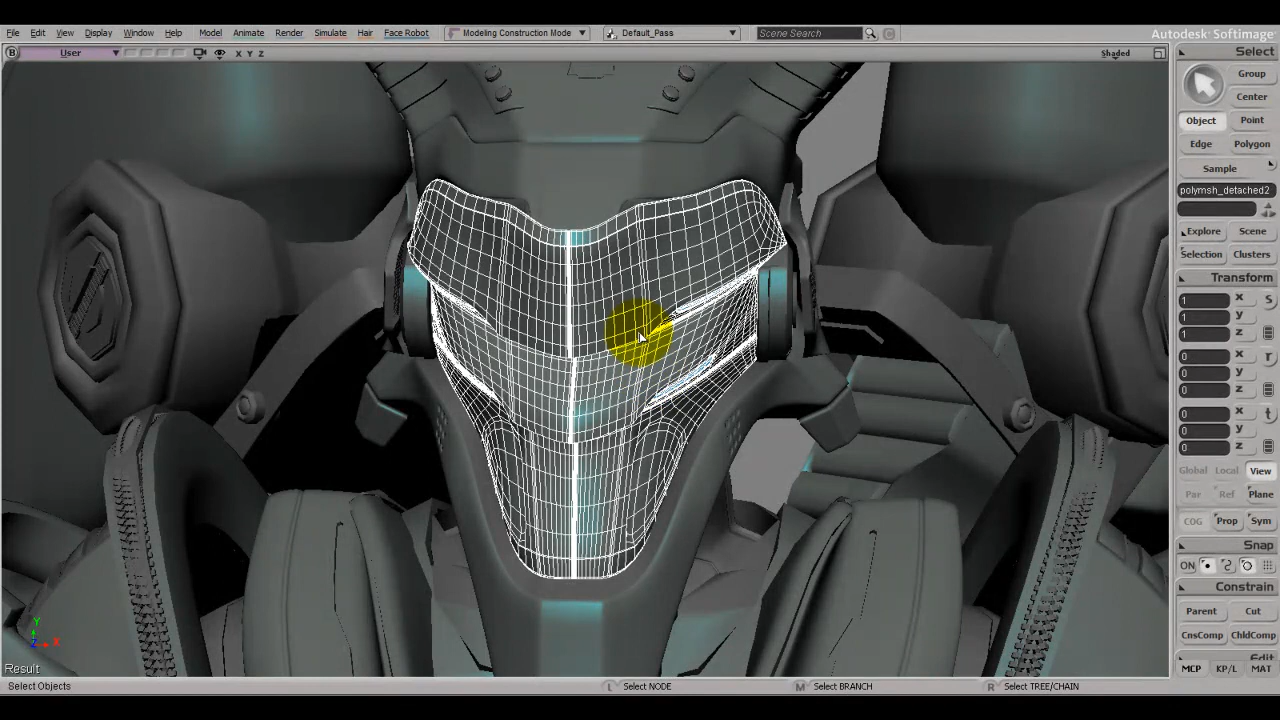 File Edit View Display Window Help Model Animate Render Simulate Hair Face Robot Modeling Construction Mode Default_Pass Scene Search C Autodesk® Softimage
B User X Y Z Shaded
Select
Group
Center
Object Point
Edge Polygon
Sample
polymsh_detached2
Explore Scene
Selection Clusters
Transform
1 x S
1 y
1 z
0 x r
0 y
0 z
0 x t
0 y
0 z
Global Local View
Par Ref Plane
COG Prop Sym
Snap
ON
Constrain
Parent Cut
CnsComp ChldComp
Edit
MCP KP/L MAT
Y
X
Z
Result
Select Objects L Select NODE M Select BRANCH R Select TREE/CHAIN